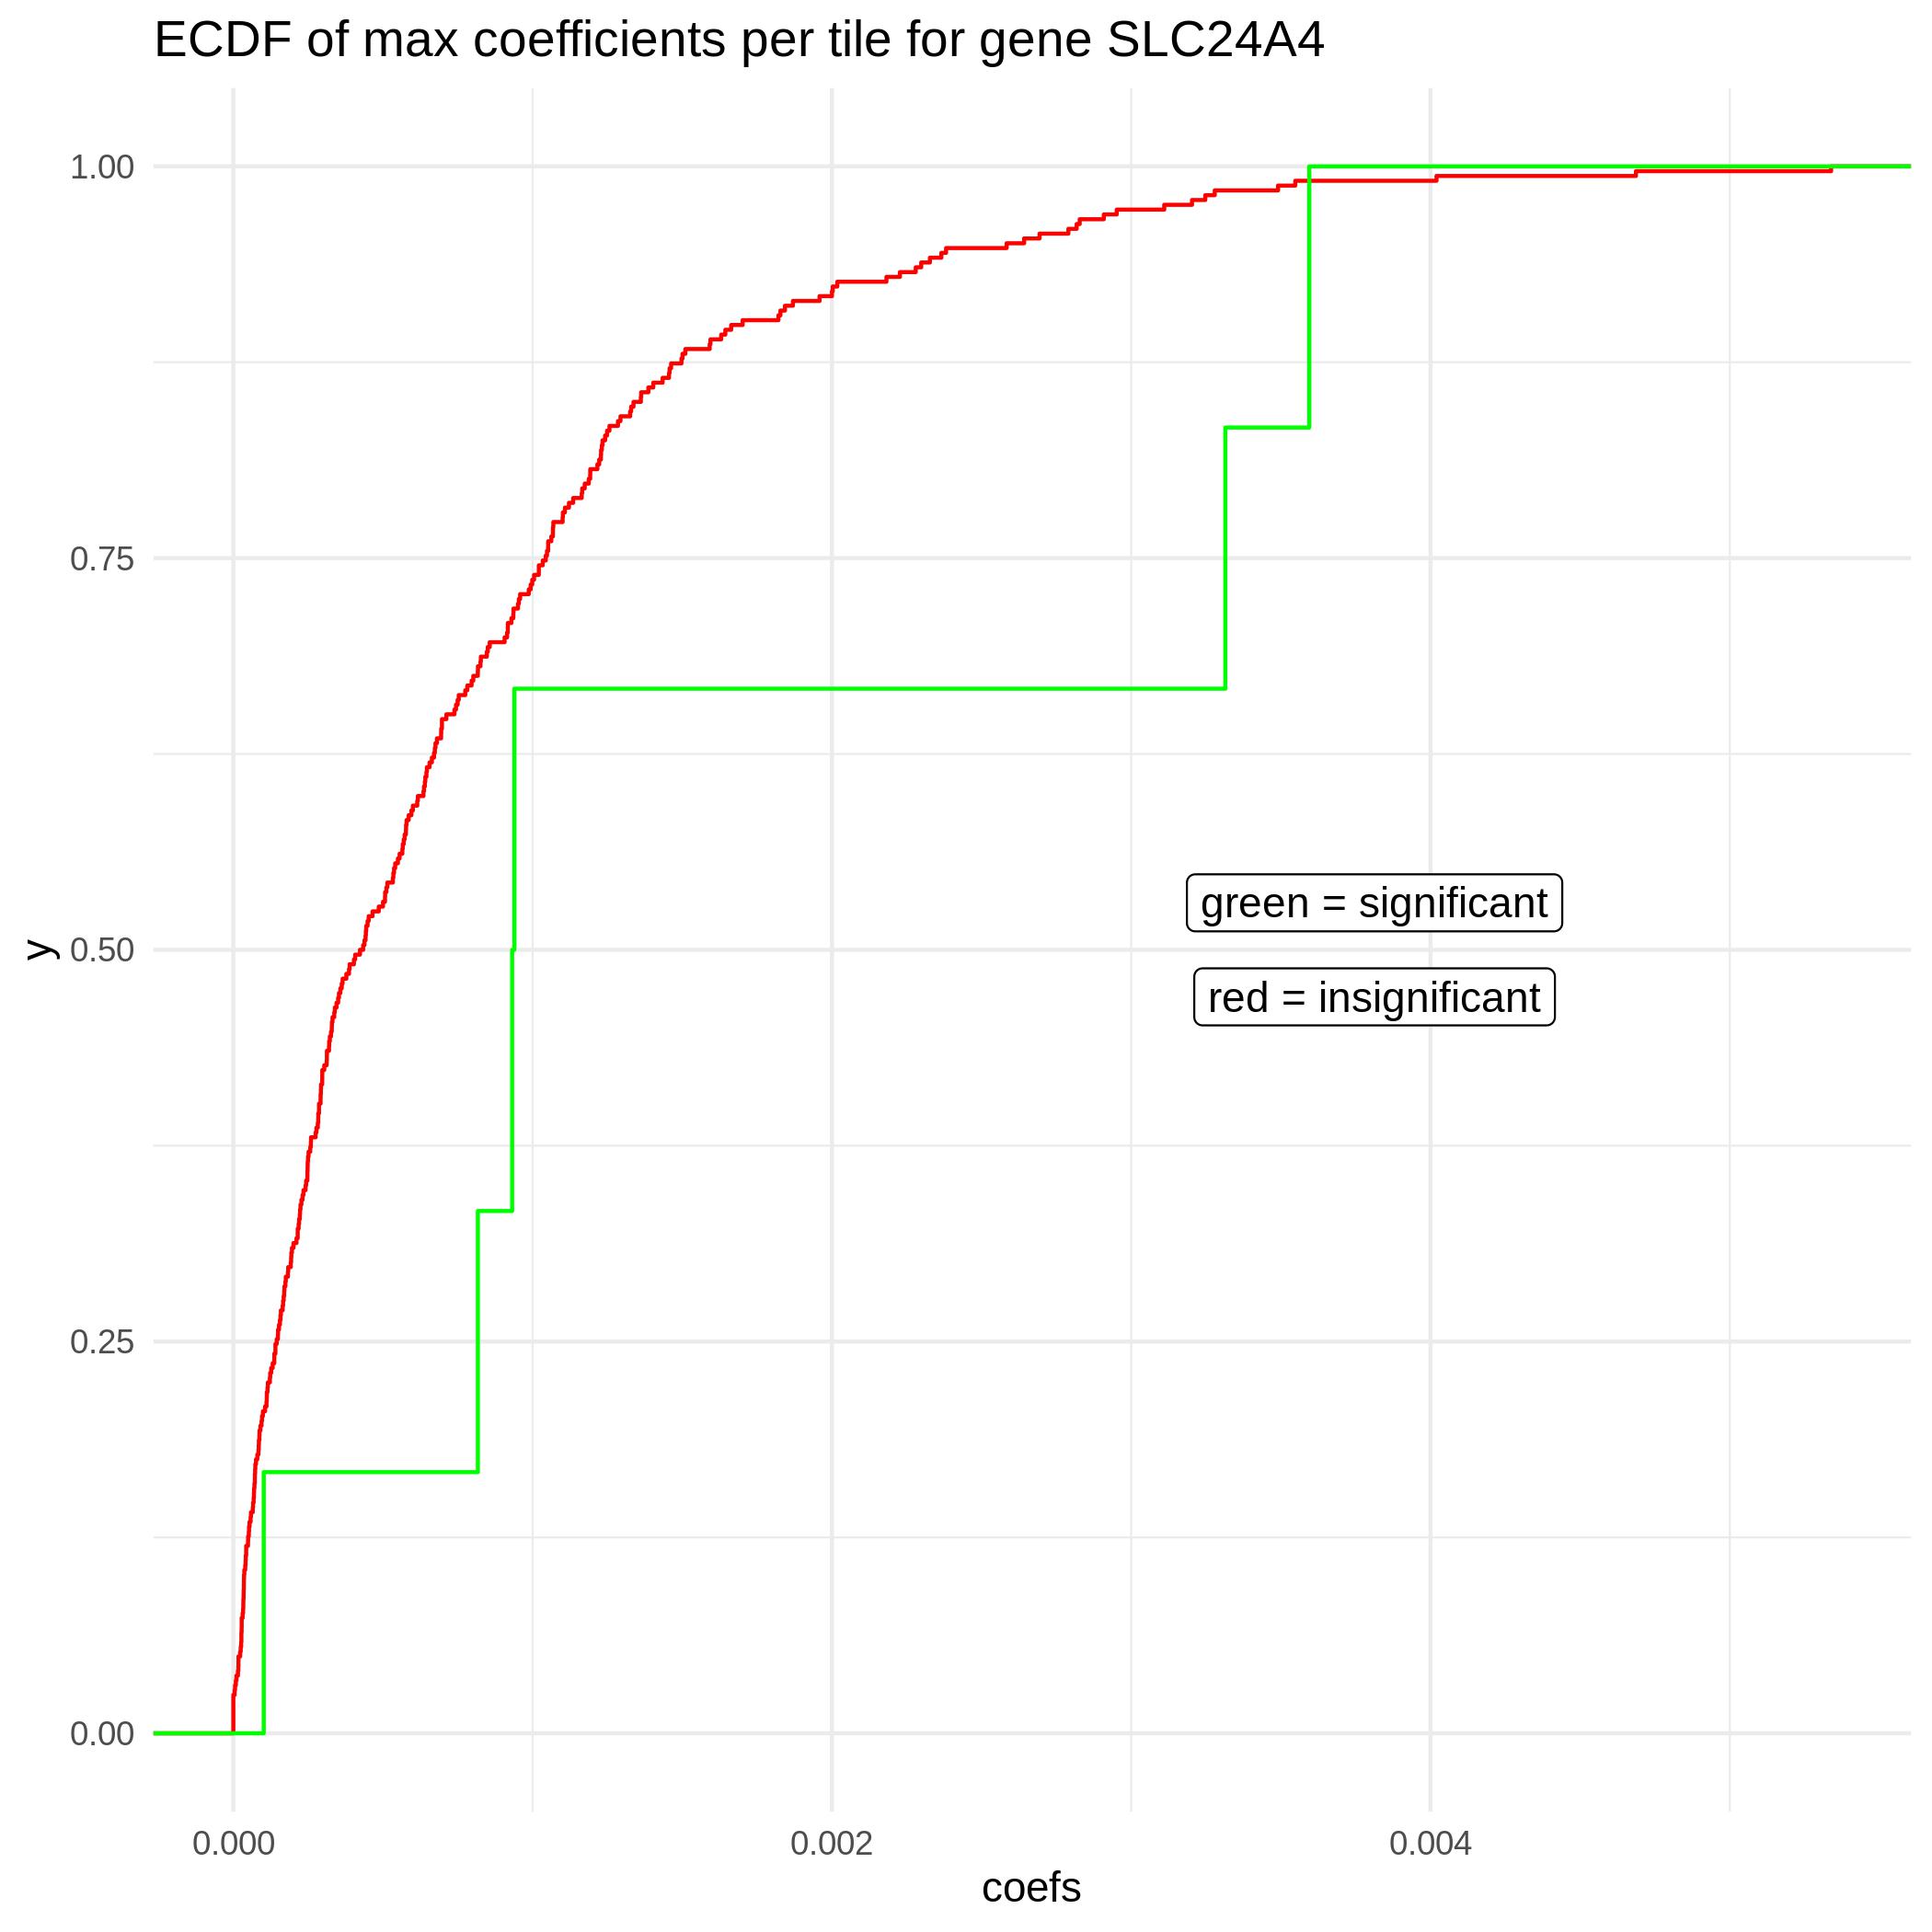 ECDF of max coefficients per tile for gene SLC24A4
1.00
0.75
0.50
0.25
0.00
y
green = significant
red = insignificant
0.000 0.002 0.004
coefs